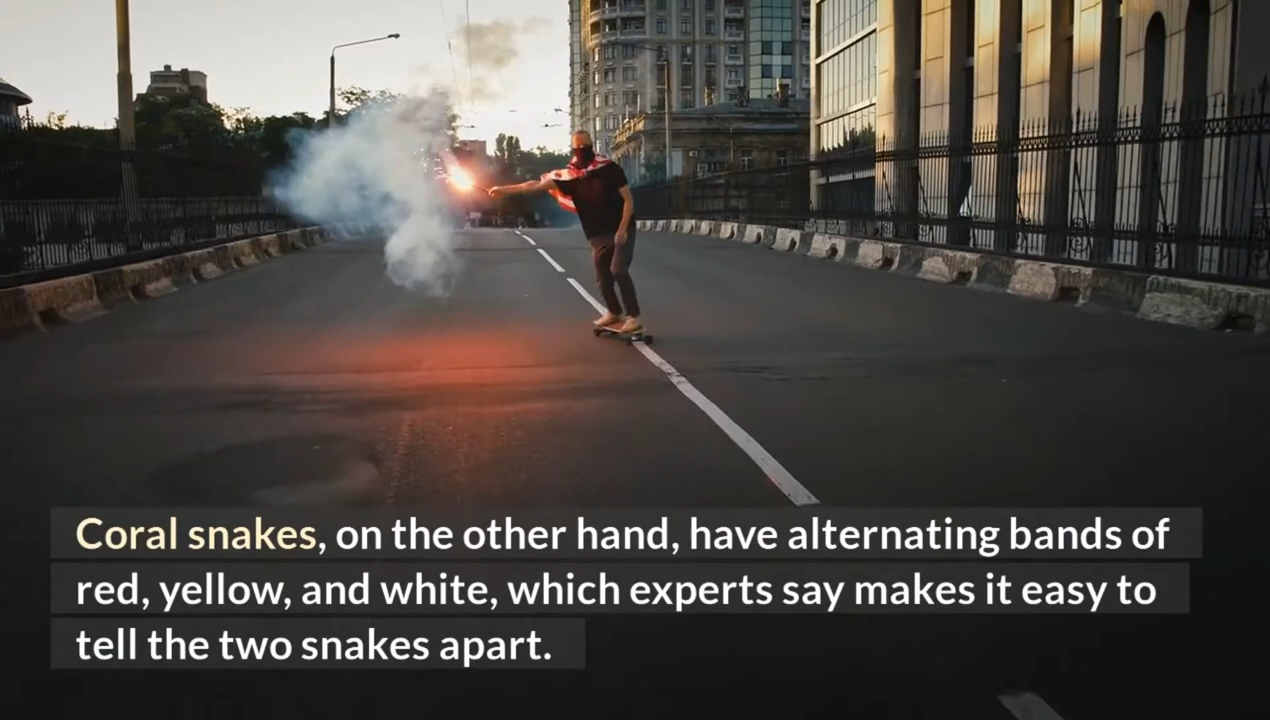 Coral snakes, on the other hand, have alternating bands of
red, yellow, and white, which experts say makes it easy to
tell the two snakes apart.